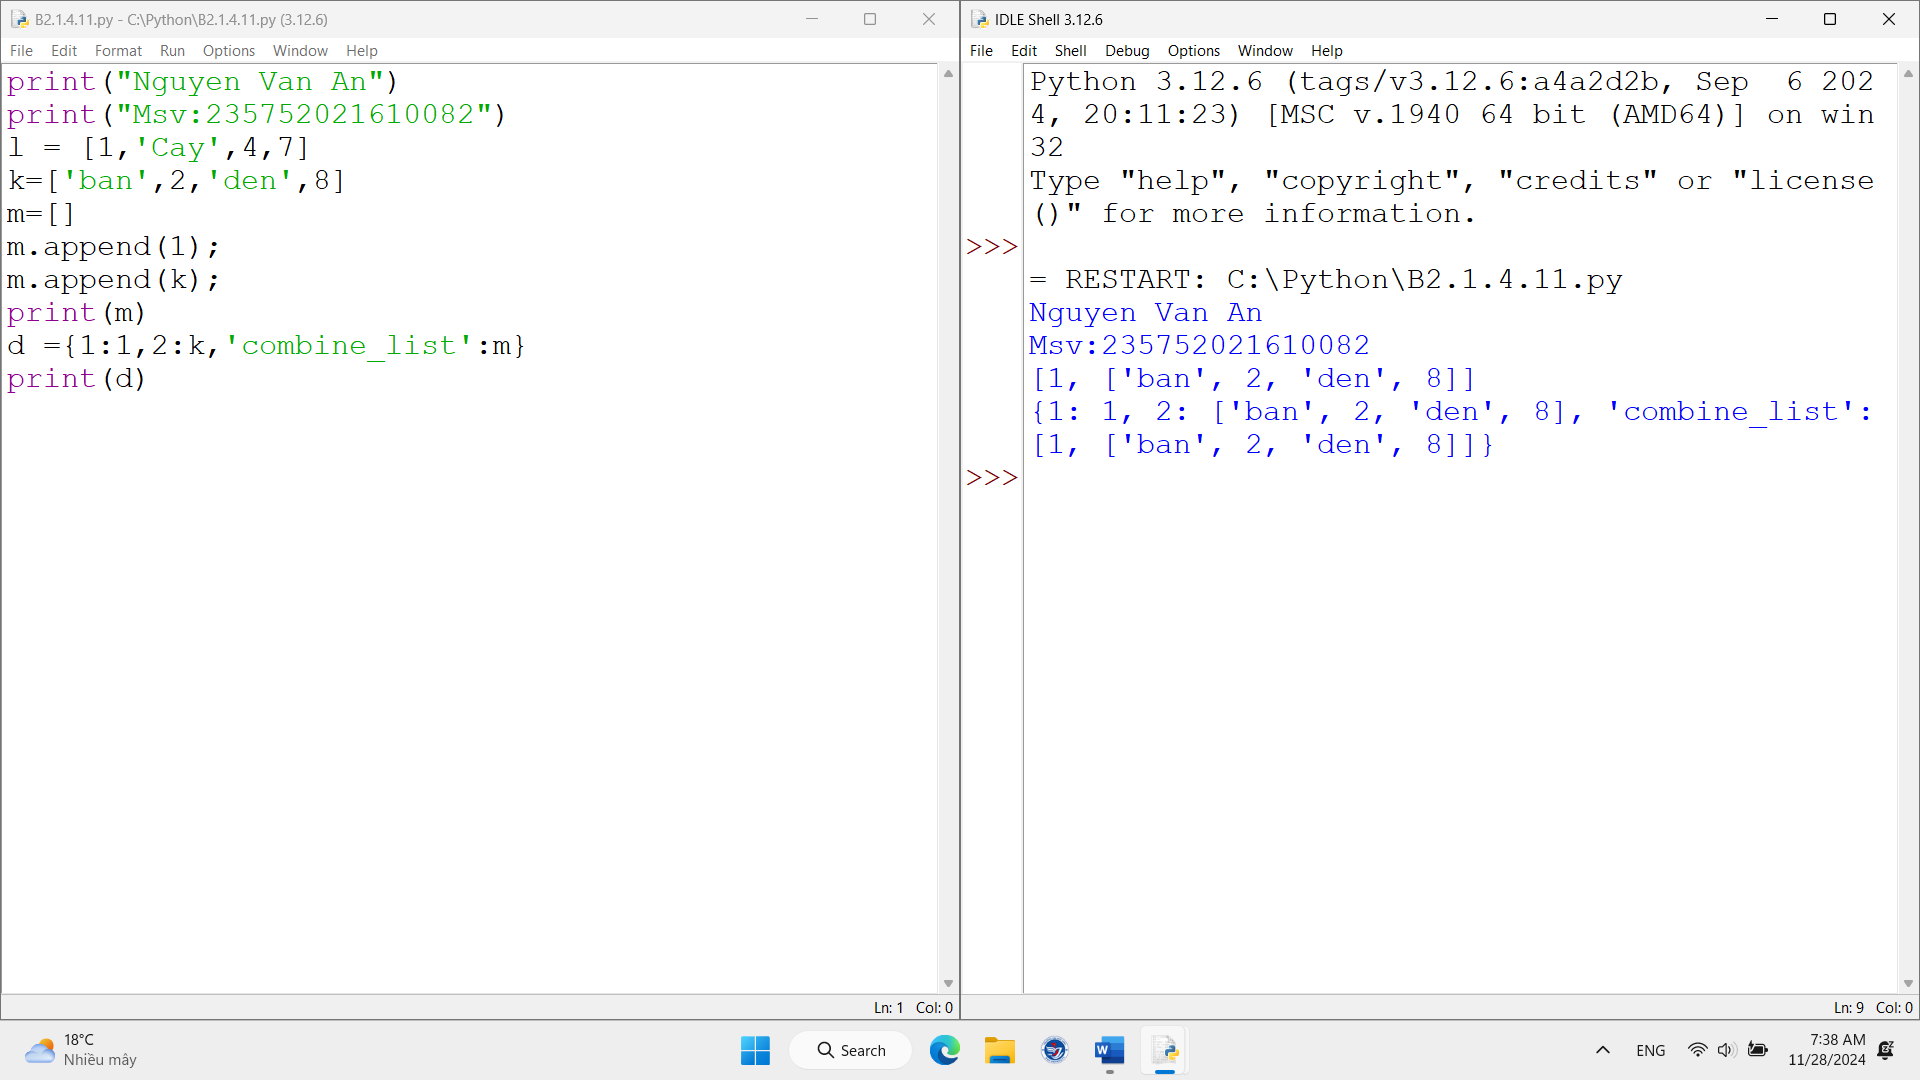 B2.1.4.11.py - C:\Python\B2.1.4.11.py (3.12.6)
File Edit Format Run Options Window Help
print("Nguyen Van An")
print("Msv:235752021610082")
l = [1,'Cay',4,7]
k=['ban',2,'den',8]
m=[]
m.append(1);
m.append(k);
print(m)
d ={1:1,2:k,'combine_list':m}
print(d)
Ln: 1 Col: 0
IDLE Shell 3.12.6
File Edit Shell Debug Options Window Help
Python 3.12.6 (tags/v3.12.6:a4a2d2b, Sep  6 202
4, 20:11:23) [MSC v.1940 64 bit (AMD64)] on win
32
Type "help", "copyright", "credits" or "license
()" for more information.
>>>
= RESTART: C:\Python\B2.1.4.11.py
Nguyen Van An
Msv:235752021610082
[1, ['ban', 2, 'den', 8]]
{1: 1, 2: ['ban', 2, 'den', 8], 'combine_list':
[1, ['ban', 2, 'den', 8]]}
>>>
Ln: 9 Col: 0
18°C
Nhiều mây
Search
W
ENG
7:38 AM
11/28/2024